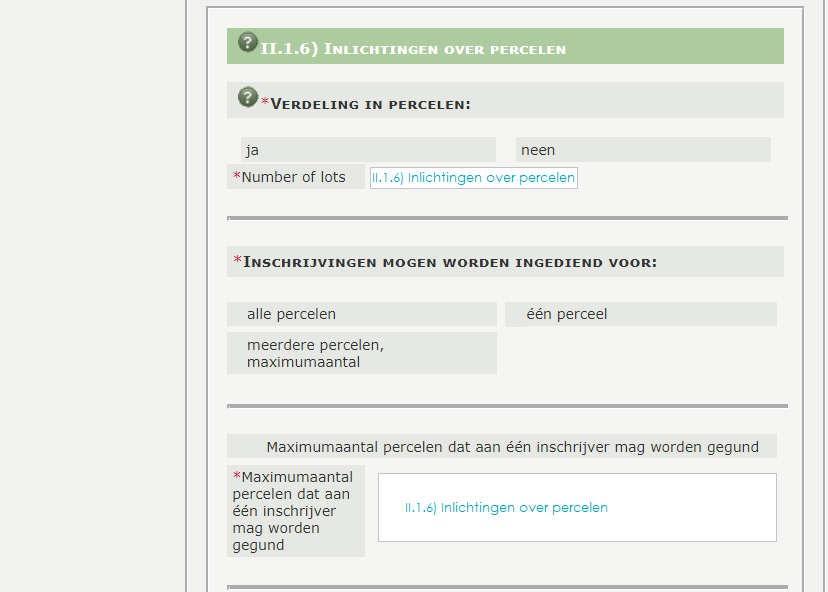 II.1.6) Inlichtingen over percelen
*Verdeling in percelen:
ja
neen
*Number of lots
II.1.6) Inlichtingen over percelen
*Inschrijvingen mogen worden ingediend voor:
alle percelen
één perceel
meerdere percelen,
maximumaantal
Maximumaantal percelen dat aan één inschrijver mag worden gegund
*Maximumaantal
percelen dat aan
één inschrijver
mag worden
gegund
II.1.6) Inlichtingen over percelen